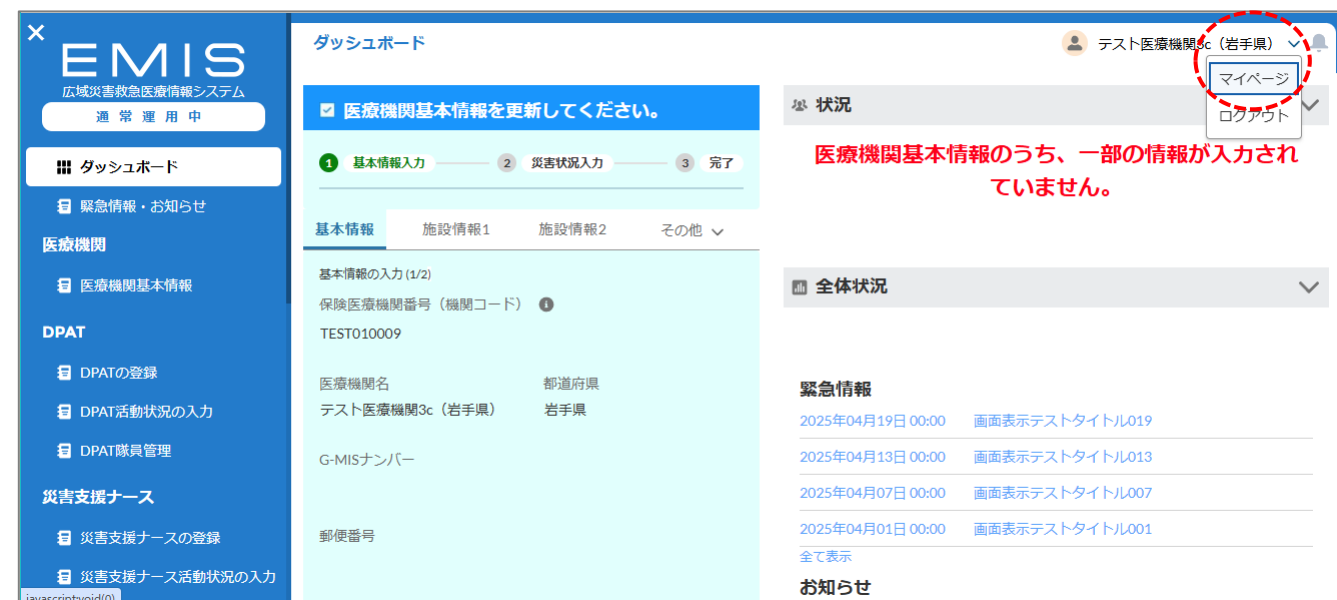 ×
EMIS
広域災害救急医療情報システム
通常運用中
ダッシュボード
緊急情報・お知らせ
医療機関
医療機関基本情報
DPAT
DPATの登録
DPAT活動状況の入力
DPAT隊員管理
災害支援ナース
災害支援ナースの登録
災害支援ナース活動状況の入力
javascript:void(0)
ダッシュボード
テスト医療機関3c（岩手県）
マイページ
ログアウト
医療機関基本情報を更新してください。
1 基本情報入力 2 災害状況入力 3 完了
基本情報 施設情報1 施設情報2 その他
基本情報の入力 (1/2)
保険医療機関番号（機関コード）
TEST010009
医療機関名 都道府県
テスト医療機関3c（岩手県） 岩手県
G-MISナンバー
郵便番号
状況
医療機関基本情報のうち、一部の情報が入力され
ていません。
全体状況
緊急情報
2025年04月19日 00:00 画面表示テストタイトル019
2025年04月13日 00:00 画面表示テストタイトル013
2025年04月07日 00:00 画面表示テストタイトル007
2025年04月01日 00:00 画面表示テストタイトル001
全て表示
お知らせ